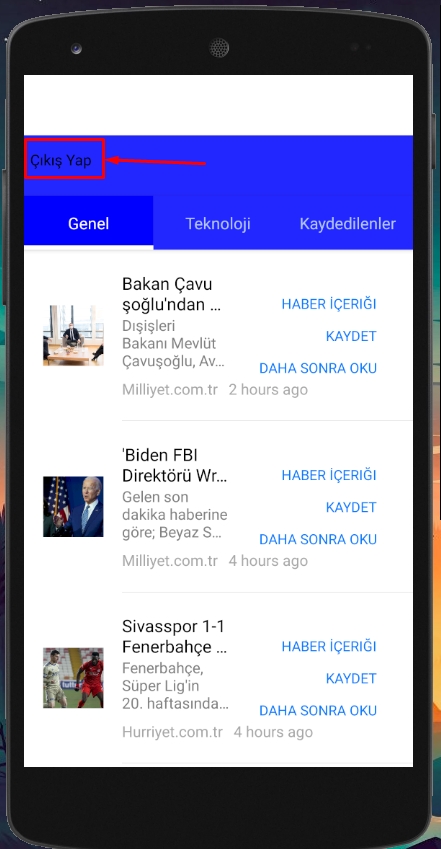 Çıkış Yap
Genel
Teknoloji
Kaydedilenler
Bakan Çavu
şoğlu'ndan ...
Dışişleri
Bakanı Mevlüt
Çavuşoğlu, Av...
Milliyet.com.tr 2 hours ago
HABER İÇERİĞI
KAYDET
DAHA SONRA OKU
'Biden FBI
Direktörü Wr...
Gelen son
dakika haberine
göre; Beyaz S...
Milliyet.com.tr 4 hours ago
HABER İÇERİĞI
KAYDET
DAHA SONRA OKU
Sivasspor 1-1
Fenerbahçe ...
Fenerbahçe,
Süper Lig'in
20. haftasında...
Hurriyet.com.tr 4 hours ago
HABER İÇERİĞI
KAYDET
DAHA SONRA OKU